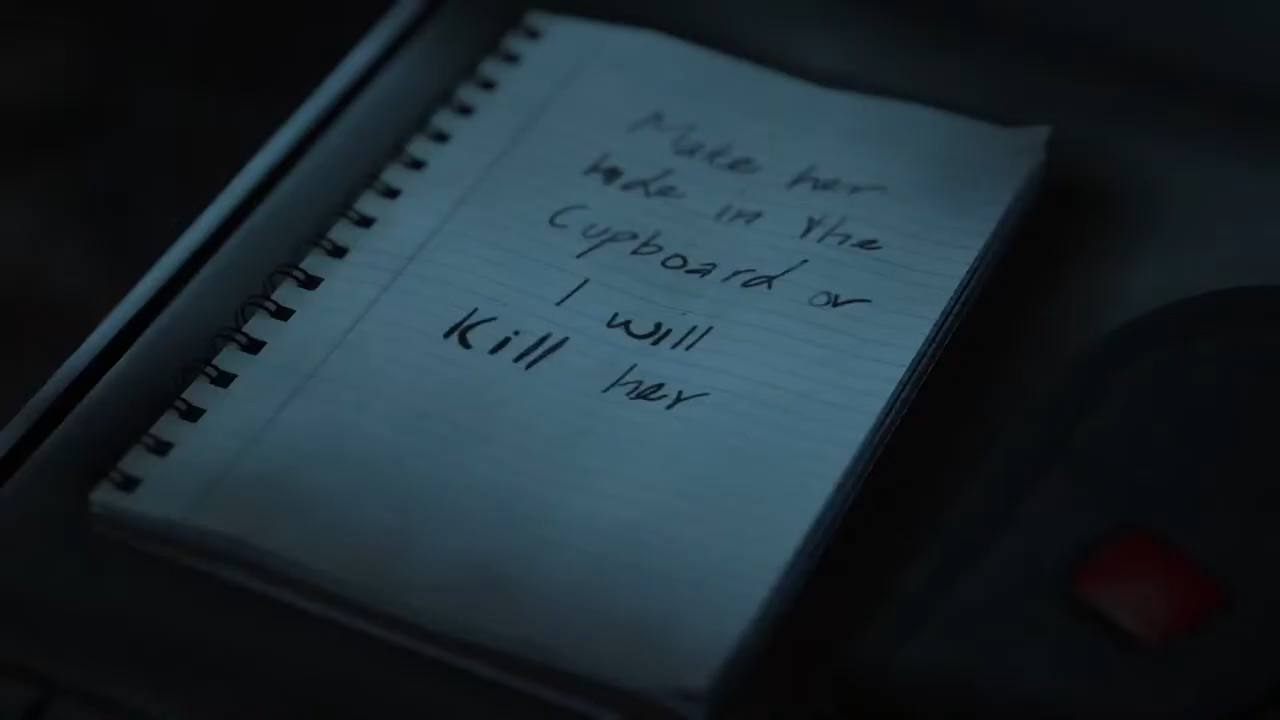 Make her
hide in the
Cupboard or
I will
Kill her